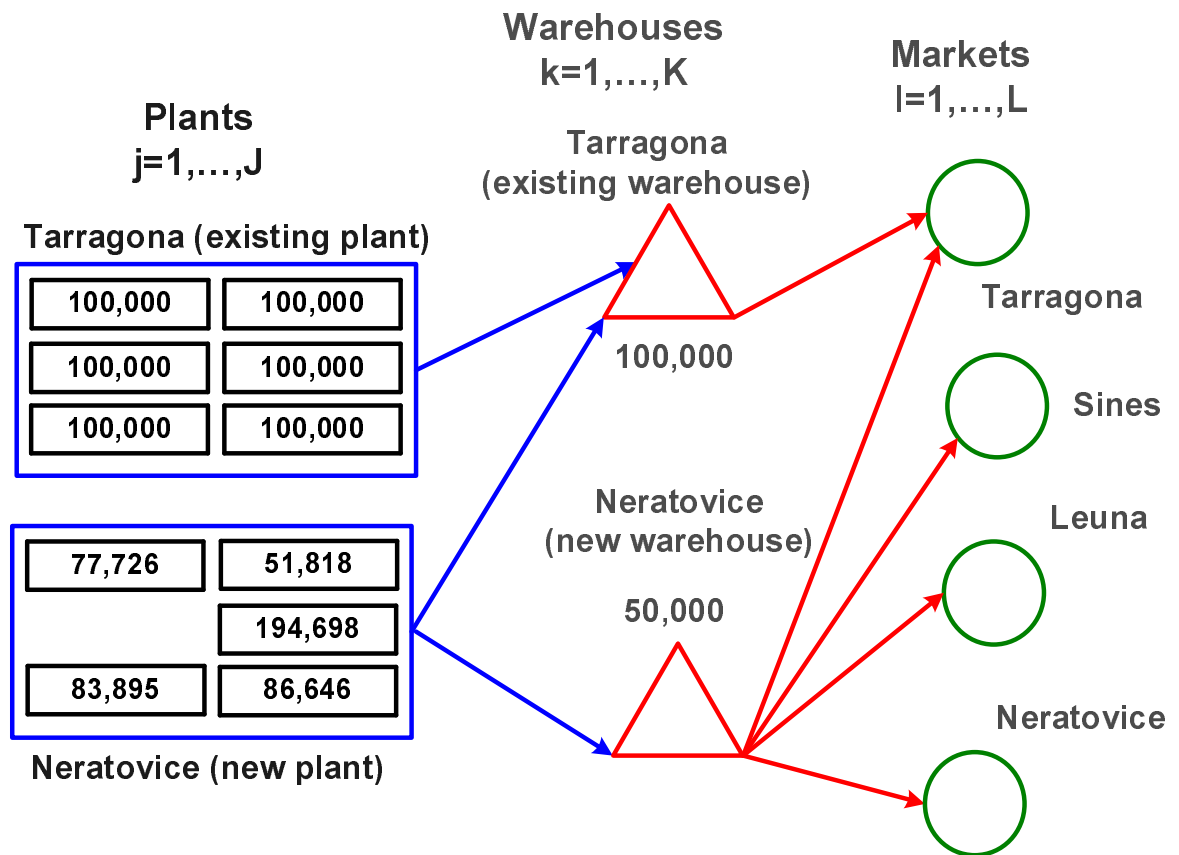 Plants
j=1,…,J
Warehouses
k=1,…,K
Markets
l=1,…,L
Tarragona (existing plant)
100,000 100,000
100,000 100,000
100,000 100,000
77,726 51,818
194,698
83,895 86,646
Neratovice (new plant)
Tarragona
(existing warehouse)
100,000
Neratovice
(new warehouse)
50,000
Tarragona
Sines
Leuna
Neratovice